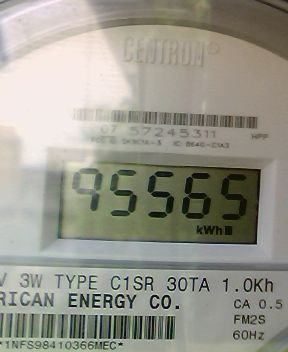 CENTRON®
07 57245311
95565
kWh
V 3W TYPE C1SR 30TA 1.0Kh
RICAN ENERGY CO. CA 0.5
FM2S
*1NFS98410366MEC* 60Hz